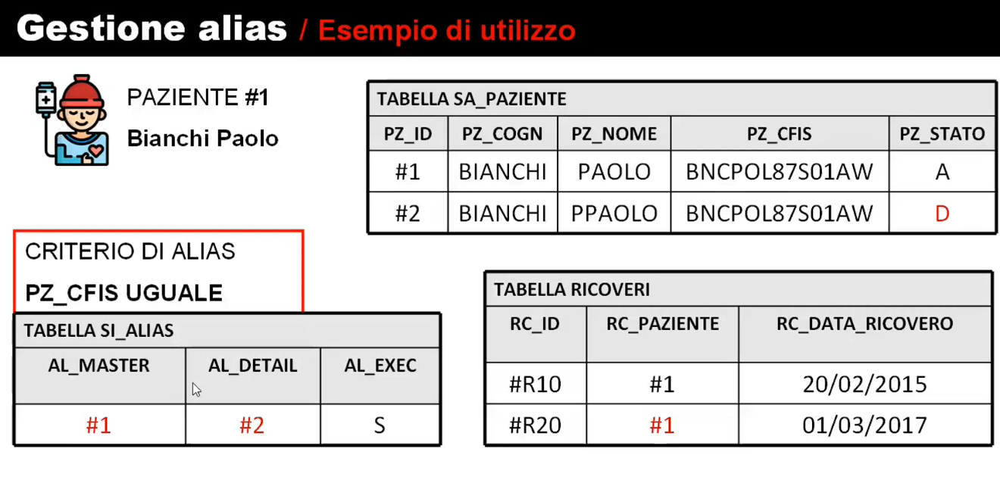 Gestione alias / Esempio di utilizzo
PAZIENTE #1
Bianchi Paolo
TABELLA SA_PAZIENTE
PZ_ID PZ_COGN PZ_NOME PZ_CFIS PZ_STATO
#1 BIANCHI PAOLO BNCPOL87S01AW A
#2 BIANCHI PPAOLO BNCPOL87S01AW D
CRITERIO DI ALIAS
PZ_CFIS UGUALE
TABELLA SI_ALIAS
AL_MASTER AL_DETAIL AL_EXEC
#1 #2 S
TABELLA RICOVERI
RC_ID RC_PAZIENTE RC_DATA_RICOVERO
#R10 #1 20/02/2015
#R20 #1 01/03/2017